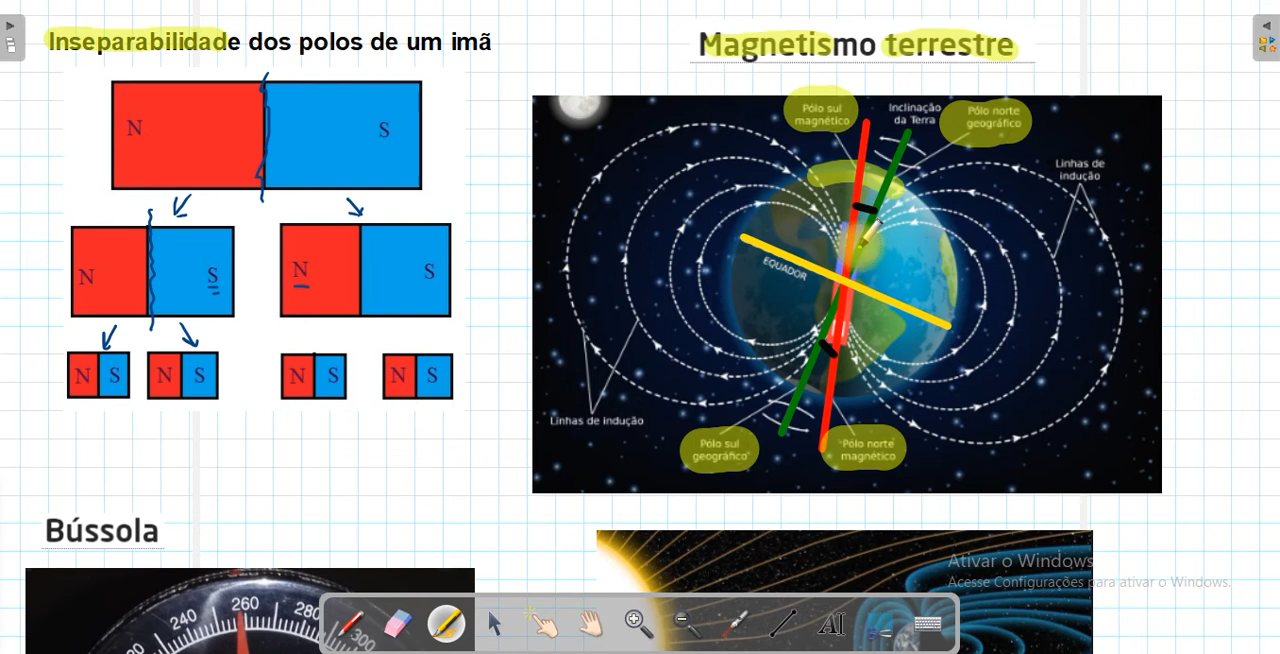 Inseparabilidade dos polos de um imã
N
S
N
S
N
S
N S
N S
N S
N S
Magnetismo terrestre
Pólo sul
magnético
Inclinação
da Terra
Pólo norte
geográfico
Linhas de
indução
EQUADOR
Linhas de indução
Pólo sul
geográfico
Pólo norte
magnético
Bússola
240
260
280
300
Ativar o Windows
Acesse Configurações para ativar o Windows.
AI